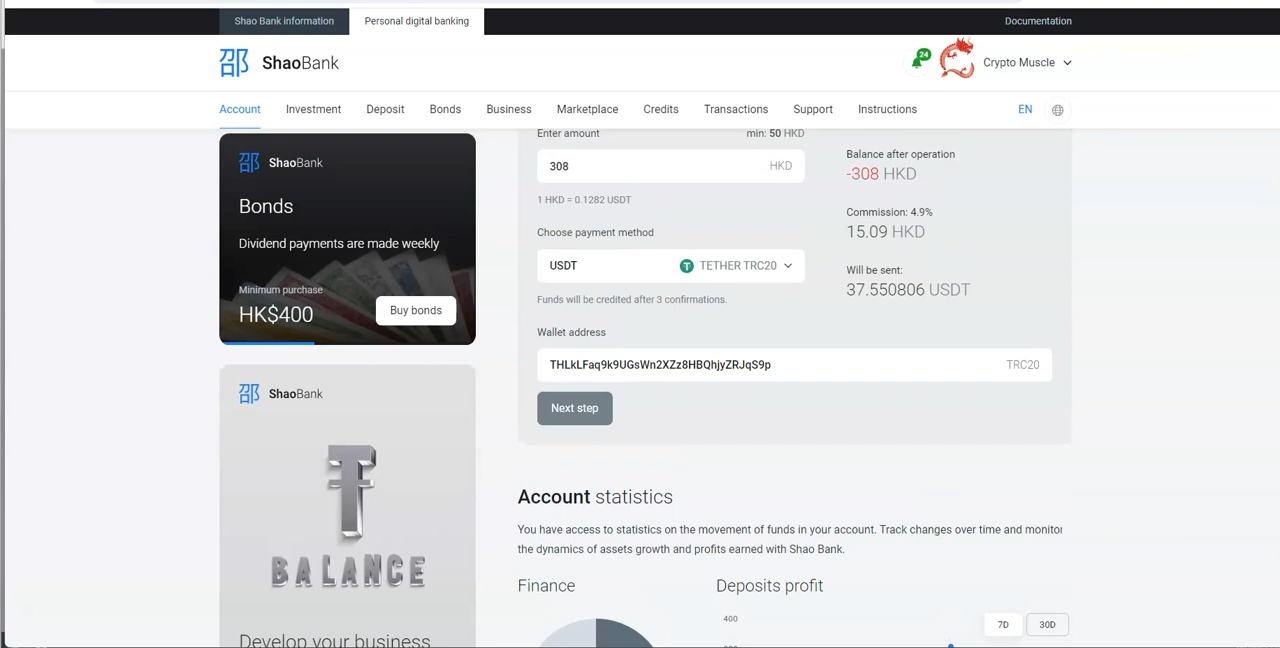 Shao Bank information
Personal digital banking
Documentation
邵 ShaoBank
24
Crypto Muscle
Account
Investment
Deposit
Bonds
Business
Marketplace
Credits
Transactions
Support
Instructions
EN
邵 ShaoBank
Bonds
Dividend payments are made weekly
Minimum purchase
HK$400
Buy bonds
邵 ShaoBank
BALANCE
Develop your business
Enter amount
min: 50 HKD
308
HKD
1 HKD = 0.1282 USDT
Choose payment method
USDT
TETHER TRC20
Funds will be credited after 3 confirmations.
Wallet address
THLkLFaq9k9UGsWn2XZz8HBQhjyZRJqS9p
TRC20
Next step
Balance after operation
-308 HKD
Commission: 4.9%
15.09 HKD
Will be sent:
37.550806 USDT
Account statistics
You have access to statistics on the movement of funds in your account. Track changes over time and monitor
the dynamics of assets growth and profits earned with Shao Bank.
Finance
Deposits profit
400
7D
30D